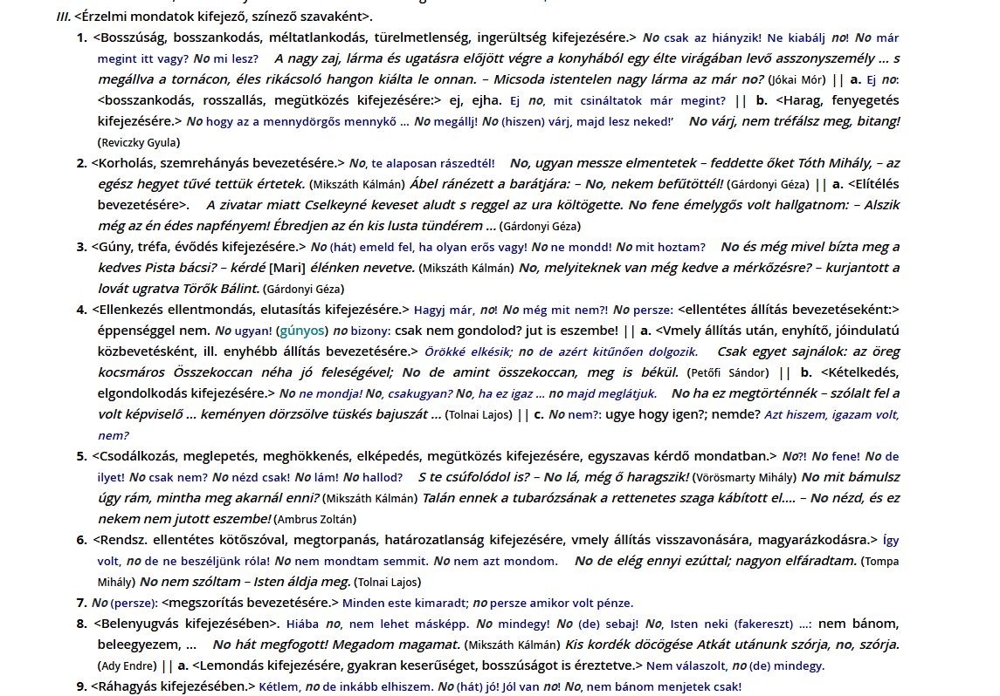 III. <Érzelmi mondatok kifejező, színező szavaként>.
1. <Bosszúság, bosszankodás, méltatlankodás, türelmetlenség, ingerültség kifejezésére.> No csak az hiányzik! Ne kiabálj no! No már
megint itt vagy? No mi lesz? A nagy zaj, lárma és ugatásra előjött végre a konyhából egy élte virágában levő asszonyszemély ... s
megállva a tornácon, éles rikácsoló hangon kiálta le onnan. – Micsoda istentelen nagy lárma az már no? (Jókai Mór) || a. Ej no:
<bosszankodás, rosszallás, megütközés kifejezésére:> ej, ejha. Ej no, mit csináltatok már megint? || b. <Harag, fenyegetés
kifejezésére.> No hogy az a mennydörgős mennykő ... No megállj! No (hiszen) várj, majd lesz neked!’ No várj, nem tréfálsz meg, bitang!
(Reviczky Gyula)
2. <Korholás, szemrehányás bevezetésére.> No, te alaposan rászedtél! No, ugyan messze elmentetek – feddette őket Tóth Mihály, – az
egész hegyet tűvé tettük értetek. (Mikszáth Kálmán) Ábel ránézett a barátjára: – No, nekem befűtöttél! (Gárdonyi Géza) || a. <Elítélés
bevezetésére>. A zivatar miatt Cselkeyné keveset aludt s reggel az ura költögette. No fene émelygős volt hallgatnom: – Alszik
még az én édes napfényem! Ébredjen az én kis lusta tündérem ... (Gárdonyi Géza)
3. <Gúny, tréfa, évődés kifejezésére.> No (hát) emeld fel, ha olyan erős vagy! No ne mondd! No mit hoztam? No és még mivel bízta meg a
kedves Pista bácsi? – kérdé [Mari] élénken nevetve. (Mikszáth Kálmán) No, melyiteknek van még kedve a mérkőzésre? – kurjantott a
lovát ugratva Törők Bálint. (Gárdonyi Géza)
4. <Ellenkezés ellentmondás, elutasítás kifejezésére.> Hagyj már, no! No még mit nem?! No persze: <ellentétes állítás bevezetéseként:>
éppenséggel nem. No ugyan! (gúnyos) no bizony: csak nem gondolod? jut is eszembe! || a. <Vmely állítás után, enyhítő, jóindulatú
közbevetésként, ill. enyhébb állítás bevezetésére.> Örökké elkésik; no de azért kitűnően dolgozik. Csak egyet sajnálok: az öreg
kocsmáros Összekoccan néha jó feleségével; No de amint összekoccan, meg is békül. (Petőfi Sándor) || b. <Kételkedés,
elgondolkodás kifejezésére.> No ne mondja! No, csakugyan? No, ha ez igaz ... no majd meglátjuk. No ha ez megtörténnék – szólalt fel a
volt képviselő ... keményen dörzsölve tüskés bajuszát ... (Tolnai Lajos) || c. No nem?: ugye hogy igen?; nemde? Azt hiszem, igazam volt,
nem?
5. <Csodálkozás, meglepetés, meghökkenés, elképedés, megütközés kifejezésére, egyszavas kérdő mondatban.> No?! No fene! No de
ilyet! No csak nem? No nézd csak! No lám! No hallod? S te csúfolódol is? – No lá, még ő haragszik! (Vörösmarty Mihály) No mit bámulsz
úgy rám, mintha meg akarnál enni? (Mikszáth Kálmán) Talán ennek a tubarózsának a rettenetes szaga kábított el.... – No nézd, és ez
nekem nem jutott eszembe! (Ambrus Zoltán)
6. <Rendsz. ellentétes kötőszóval, megtorpanás, határozatlanság kifejezésére, vmely állítás visszavonására, magyarázkodásra.> Így
volt, no de ne beszéljünk róla! No nem mondtam semmit. No nem azt mondom. No de elég ennyi ezúttal; nagyon elfáradtam. (Tompa
Mihály) No nem szóltam – Isten áldja meg. (Tolnai Lajos)
7. No (persze): <megszorítás bevezetésére.> Minden este kimaradt; no persze amikor volt pénze.
8. <Belenyugvás kifejezésében>. Hiába no, nem lehet másképp. No mindegy! No (de) sebaj! No, Isten neki (fakereszt) ...: nem bánom,
beleegyezem, ... No hát megfogott! Megadom magamat. (Mikszáth Kálmán) Kis kordék döcögése Atkát utánunk szórja, no, szórja.
(Ady Endre) || a. <Lemondás kifejezésére, gyakran keserűséget, bosszúságot is éreztetve.> Nem válaszolt, no (de) mindegy.
9. <Ráhagyás kifejezésében.> Kétlem, no de inkább elhiszem. No (hát) jó! Jól van no! No, nem bánom menjetek csak!